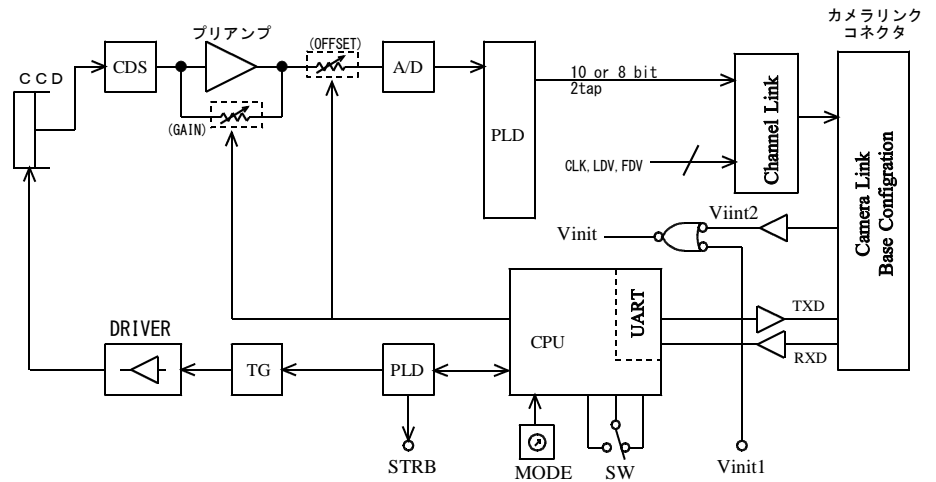 カメラリンク
コネクタ
プリアンプ
(OFFSET)
ＣＣＤ
CDS
A/D
10 or 8 bit
2tap
(GAIN)
PLD
CLK, LDV, FDV
Channel Link
Camera Link
Base Configration
Viint2
Vinit
UART
CPU
TXD
RXD
DRIVER
TG
PLD
STRB
MODE
SW
Vinit1